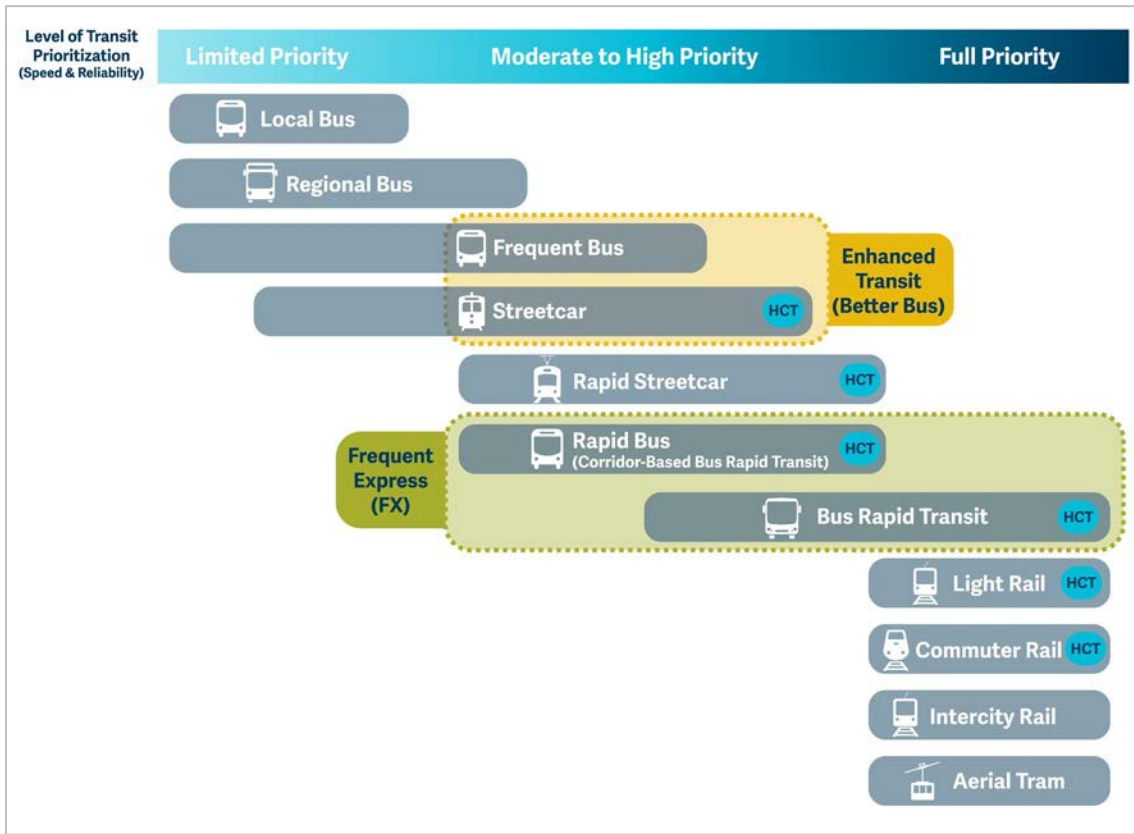 Level of Transit
Prioritization
(Speed & Reliability)
Limited Priority
Moderate to High Priority
Full Priority
Local Bus
Regional Bus
Frequent Bus
Enhanced
Transit
(Better Bus)
Streetcar
HCT
Rapid Streetcar
HCT
Frequent
Express
(FX)
Rapid Bus
(Corridor-Based Bus Rapid Transit)
HCT
Bus Rapid Transit
HCT
Light Rail
HCT
Commuter Rail
HCT
Intercity Rail
Aerial Tram